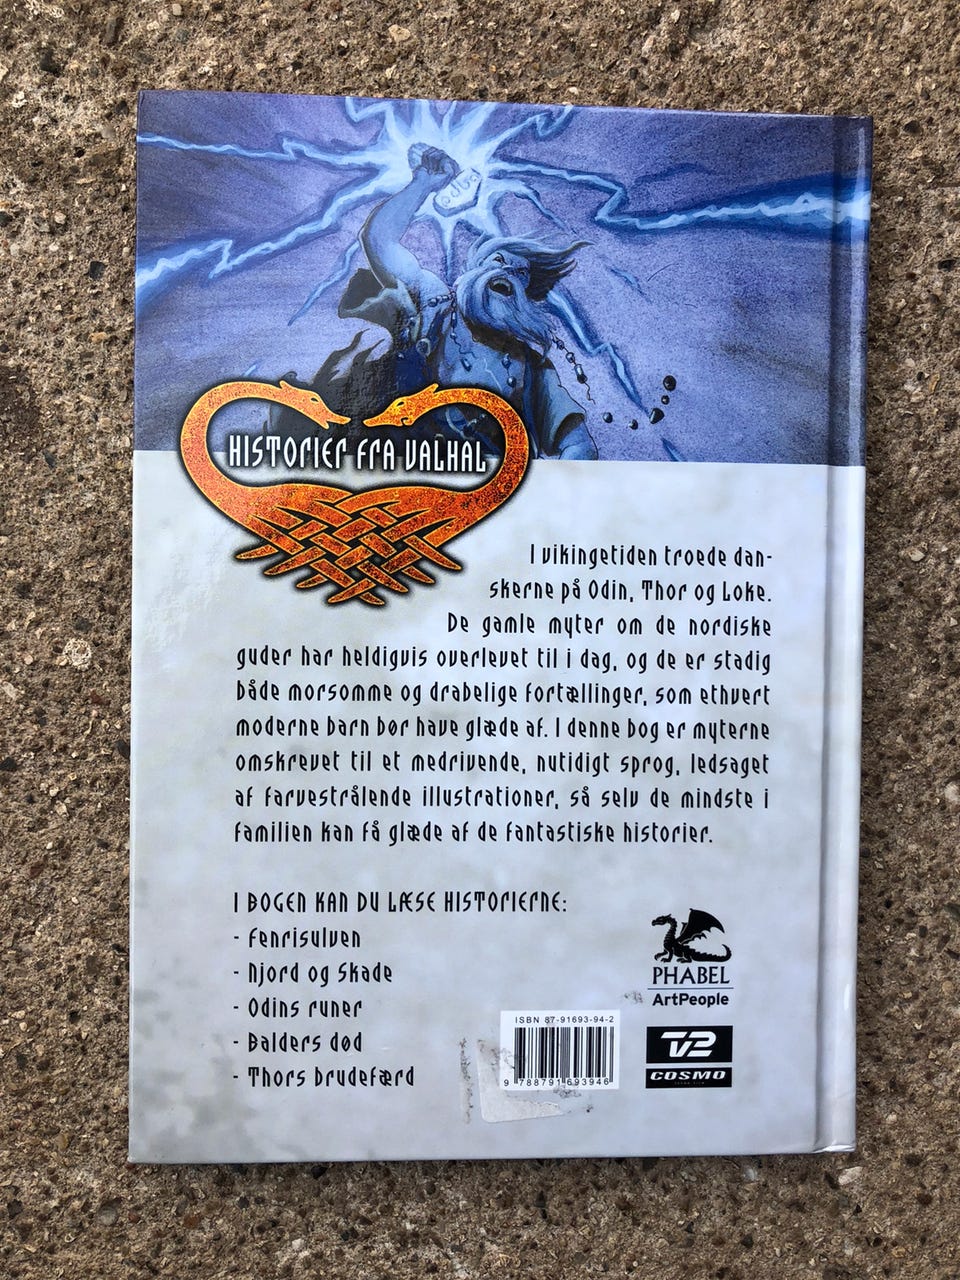 HISTORIER FRA VALHAL
I vikingetiden troede dan-
skerne på Odin, Thor og Loke.
De gamle myter om de nordiske
guder har heldigvis overlevet til i dag, og de er stadig
både morsomme og drabelige fortællinger, som ethvert
moderne barn bør have glæde af. I denne bog er myterne
omskrevet til et medrivende, nutidigt sprog, ledsaget
af farvestrålende illustrationer, så selv de mindste i
familien kan få glæde af de fantastiske historier.
I BOGEN KAN DU LÆSE HISTORIERNE:
- Fenrisulven
- Njord og Skade
- Odins runer
- Balders død
- Thors brudefærd
PHABEL
ArtPeople
ISBN 87-91693-94-2
9 788791 693946
TV2
COSMO